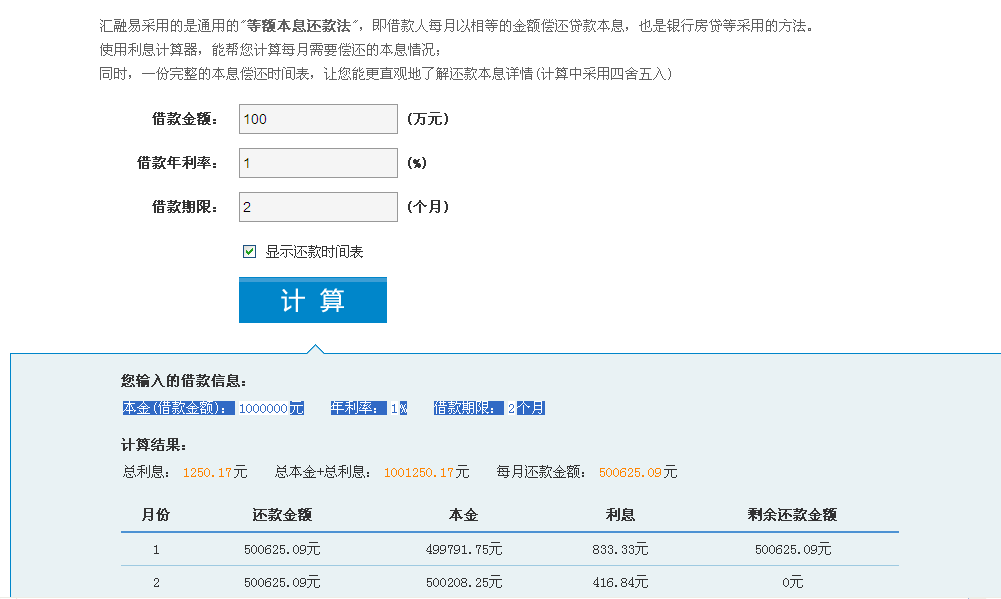 汇融易采用的是通用的"等额本息还款法"，即借款人每月以相等的金额偿还贷款本息，也是银行房贷等采用的方法。
使用利息计算器，能帮您计算每月需要偿还的本息情况；
同时，一份完整的本息偿还时间表，让您能更直观地了解还款本息详情(计算中采用四舍五入)
借款金额： 100 (万元)
借款年利率： 1 (%)
借款期限： 2 (个月)
显示还款时间表
计 算
您输入的借款信息：
本金(借款金额)： 1000000元 年利率： 1% 借款期限： 2个月
计算结果：
总利息： 1250.17元 总本金+总利息： 1001250.17元 每月还款金额： 500625.09元
月份 还款金额 本金 利息 剩余还款金额
1 500625.09元 499791.75元 833.33元 500625.09元
2 500625.09元 500208.25元 416.84元 0元